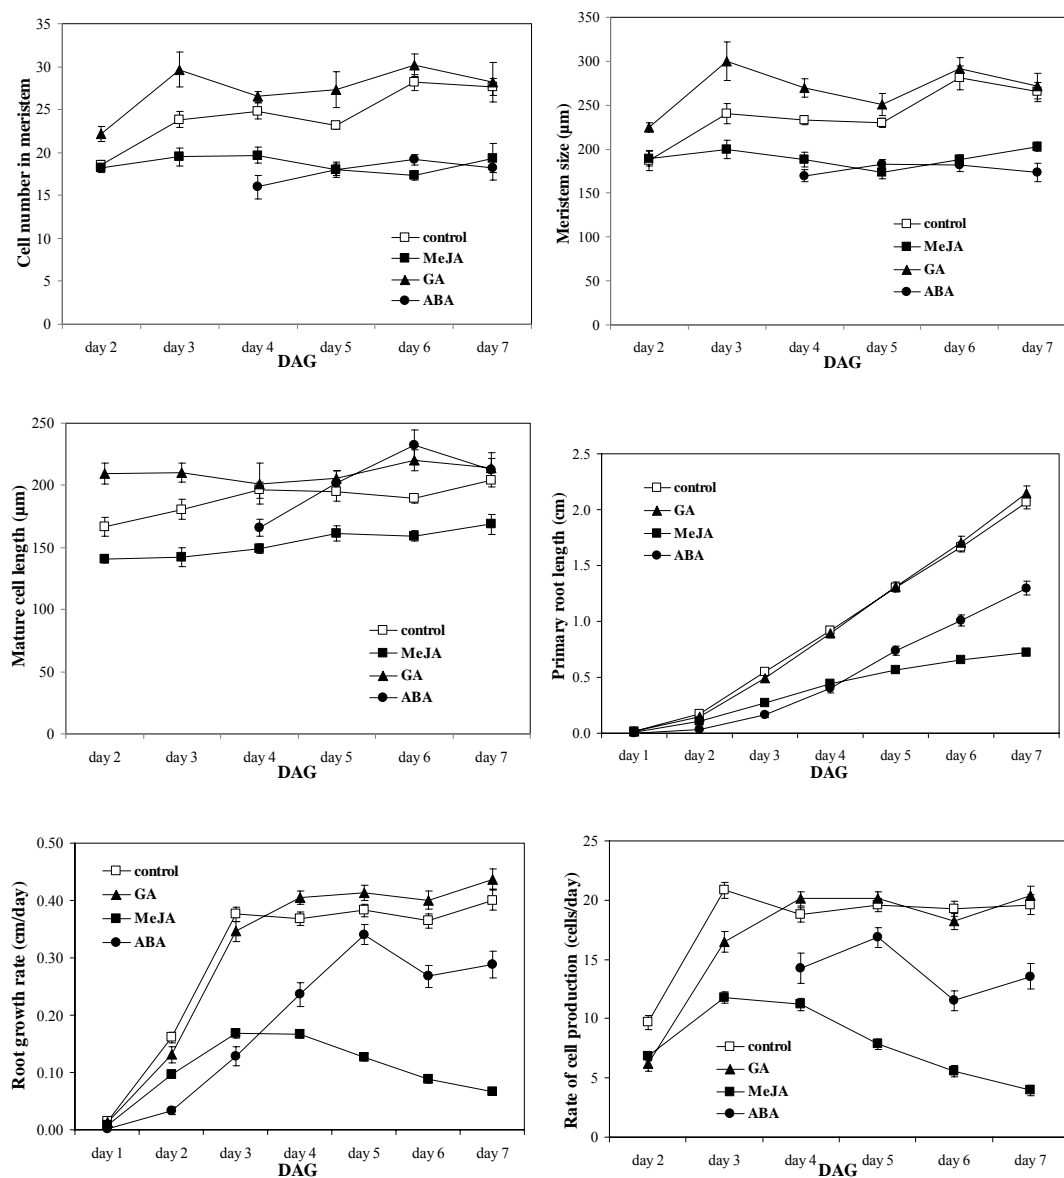 Cell number in meristem
35
30
25
20
15
10
5
0
control
MeJA
GA
ABA
day 2 day 3 day 4 day 5 day 6 day 7
DAG
Meristem size (µm)
350
300
250
200
150
100
50
0
control
MeJA
GA
ABA
day 2 day 3 day 4 day 5 day 6 day 7
DAG
Mature cell length (µm)
250
200
150
100
50
0
control
MeJA
GA
ABA
day 2 day 3 day 4 day 5 day 6 day 7
DAG
Primary root length (cm)
2.5
2.0
1.5
1.0
0.5
0.0
control
GA
MeJA
ABA
day 1 day 2 day 3 day 4 day 5 day 6 day 7
DAG
Root growth rate (cm/day)
0.50
0.40
0.30
0.20
0.10
0.00
control
GA
MeJA
ABA
day 1 day 2 day 3 day 4 day 5 day 6 day 7
DAG
Rate of cell production (cells/day)
25
20
15
10
5
0
control
GA
MeJA
ABA
day 2 day 3 day 4 day 5 day 6 day 7
DAG